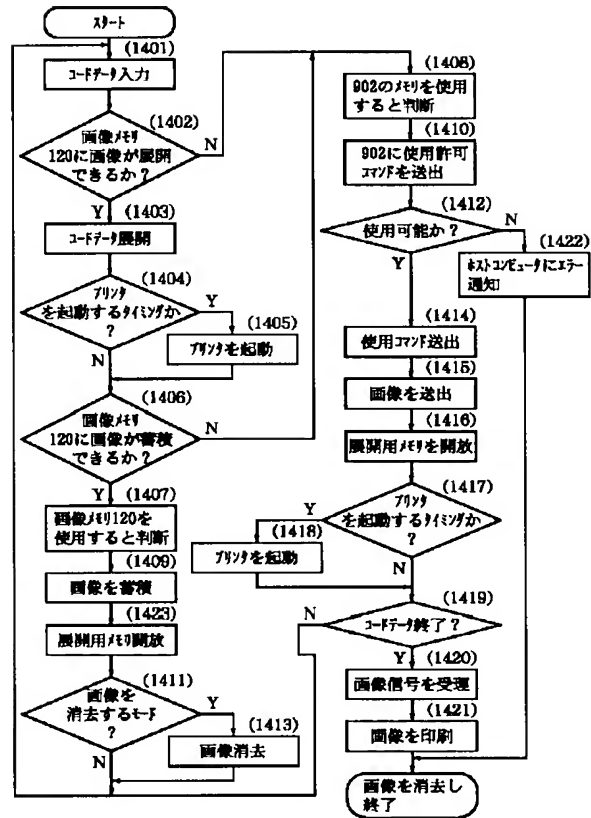 スタート
(1401)
コードデータ入力
(1402)
画像メモリ
120に画像が展開
できるか？
N
Y
(1403)
コードデータ展開
(1404)
プリンタ
を起動するタイミングか
？
Y
(1405)
プリンタを起動
N
(1406)
画像メモリ
120に画像が蓄積
できるか？
N
Y
(1407)
画像メモリ120を
使用すると判断
(1409)
画像を蓄積
(1423)
展開用メモリ開放
(1411)
画像を
消去するモード
？
Y
(1413)
画像消去
N
(1408)
902のメモリを使用
すると判断
(1410)
902に使用許可
コマンドを送出
(1412)
使用可能か？
N
(1422)
ホストコンピュータにエラー
通知
Y
(1414)
使用コマンド送出
(1415)
画像を送出
(1416)
展開用メモリを開放
(1417)
プリンタ
を起動するタイミングか
？
Y
(1418)
プリンタを起動
N
(1419)
コードデータ終了？
N
Y
(1420)
画像信号を受理
(1421)
画像を印刷
画像を消去し
終了